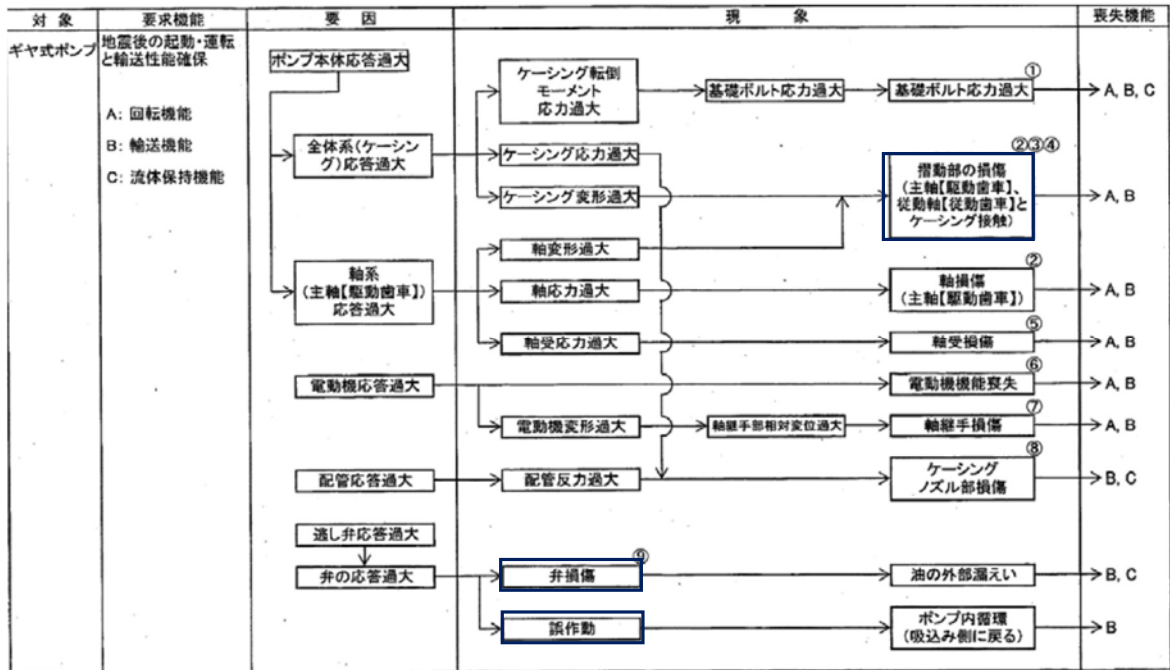 対象
要求機能
要因
現象
喪失機能
ギヤ式ポンプ
地震後の起動・運転
と輸送性能確保
A: 回転機能
B: 輸送機能
C: 流体保持機能
ポンプ本体応答過大
ケーシング転倒
モーメント
応力過大
基礎ボルト応力過大
①
基礎ボルト応力過大
A, B, C
全体系(ケーシン
グ)応答過大
ケーシング応力過大
ケーシング変形過大
②③④
摺動部の損傷
(主軸【駆動歯車】、
従動軸【従動歯車】と
ケーシング接触)
A, B
軸系
(主軸【駆動歯車】)
応答過大
軸変形過大
軸応力過大
②
軸損傷
(主軸【駆動歯車】)
A, B
軸受応力過大
⑤
軸受損傷
A, B
電動機応答過大
⑥
電動機機能喪失
A, B
電動機変形過大
軸継手部相対変位過大
⑦
軸継手損傷
A, B
配管応答過大
配管反力過大
⑧
ケーシング
ノズル部損傷
B, C
逃し弁応答過大
弁の応答過大
⑨
弁損傷
油の外部漏えい
B, C
誤作動
ポンプ内循環
(吸込み側に戻る)
B